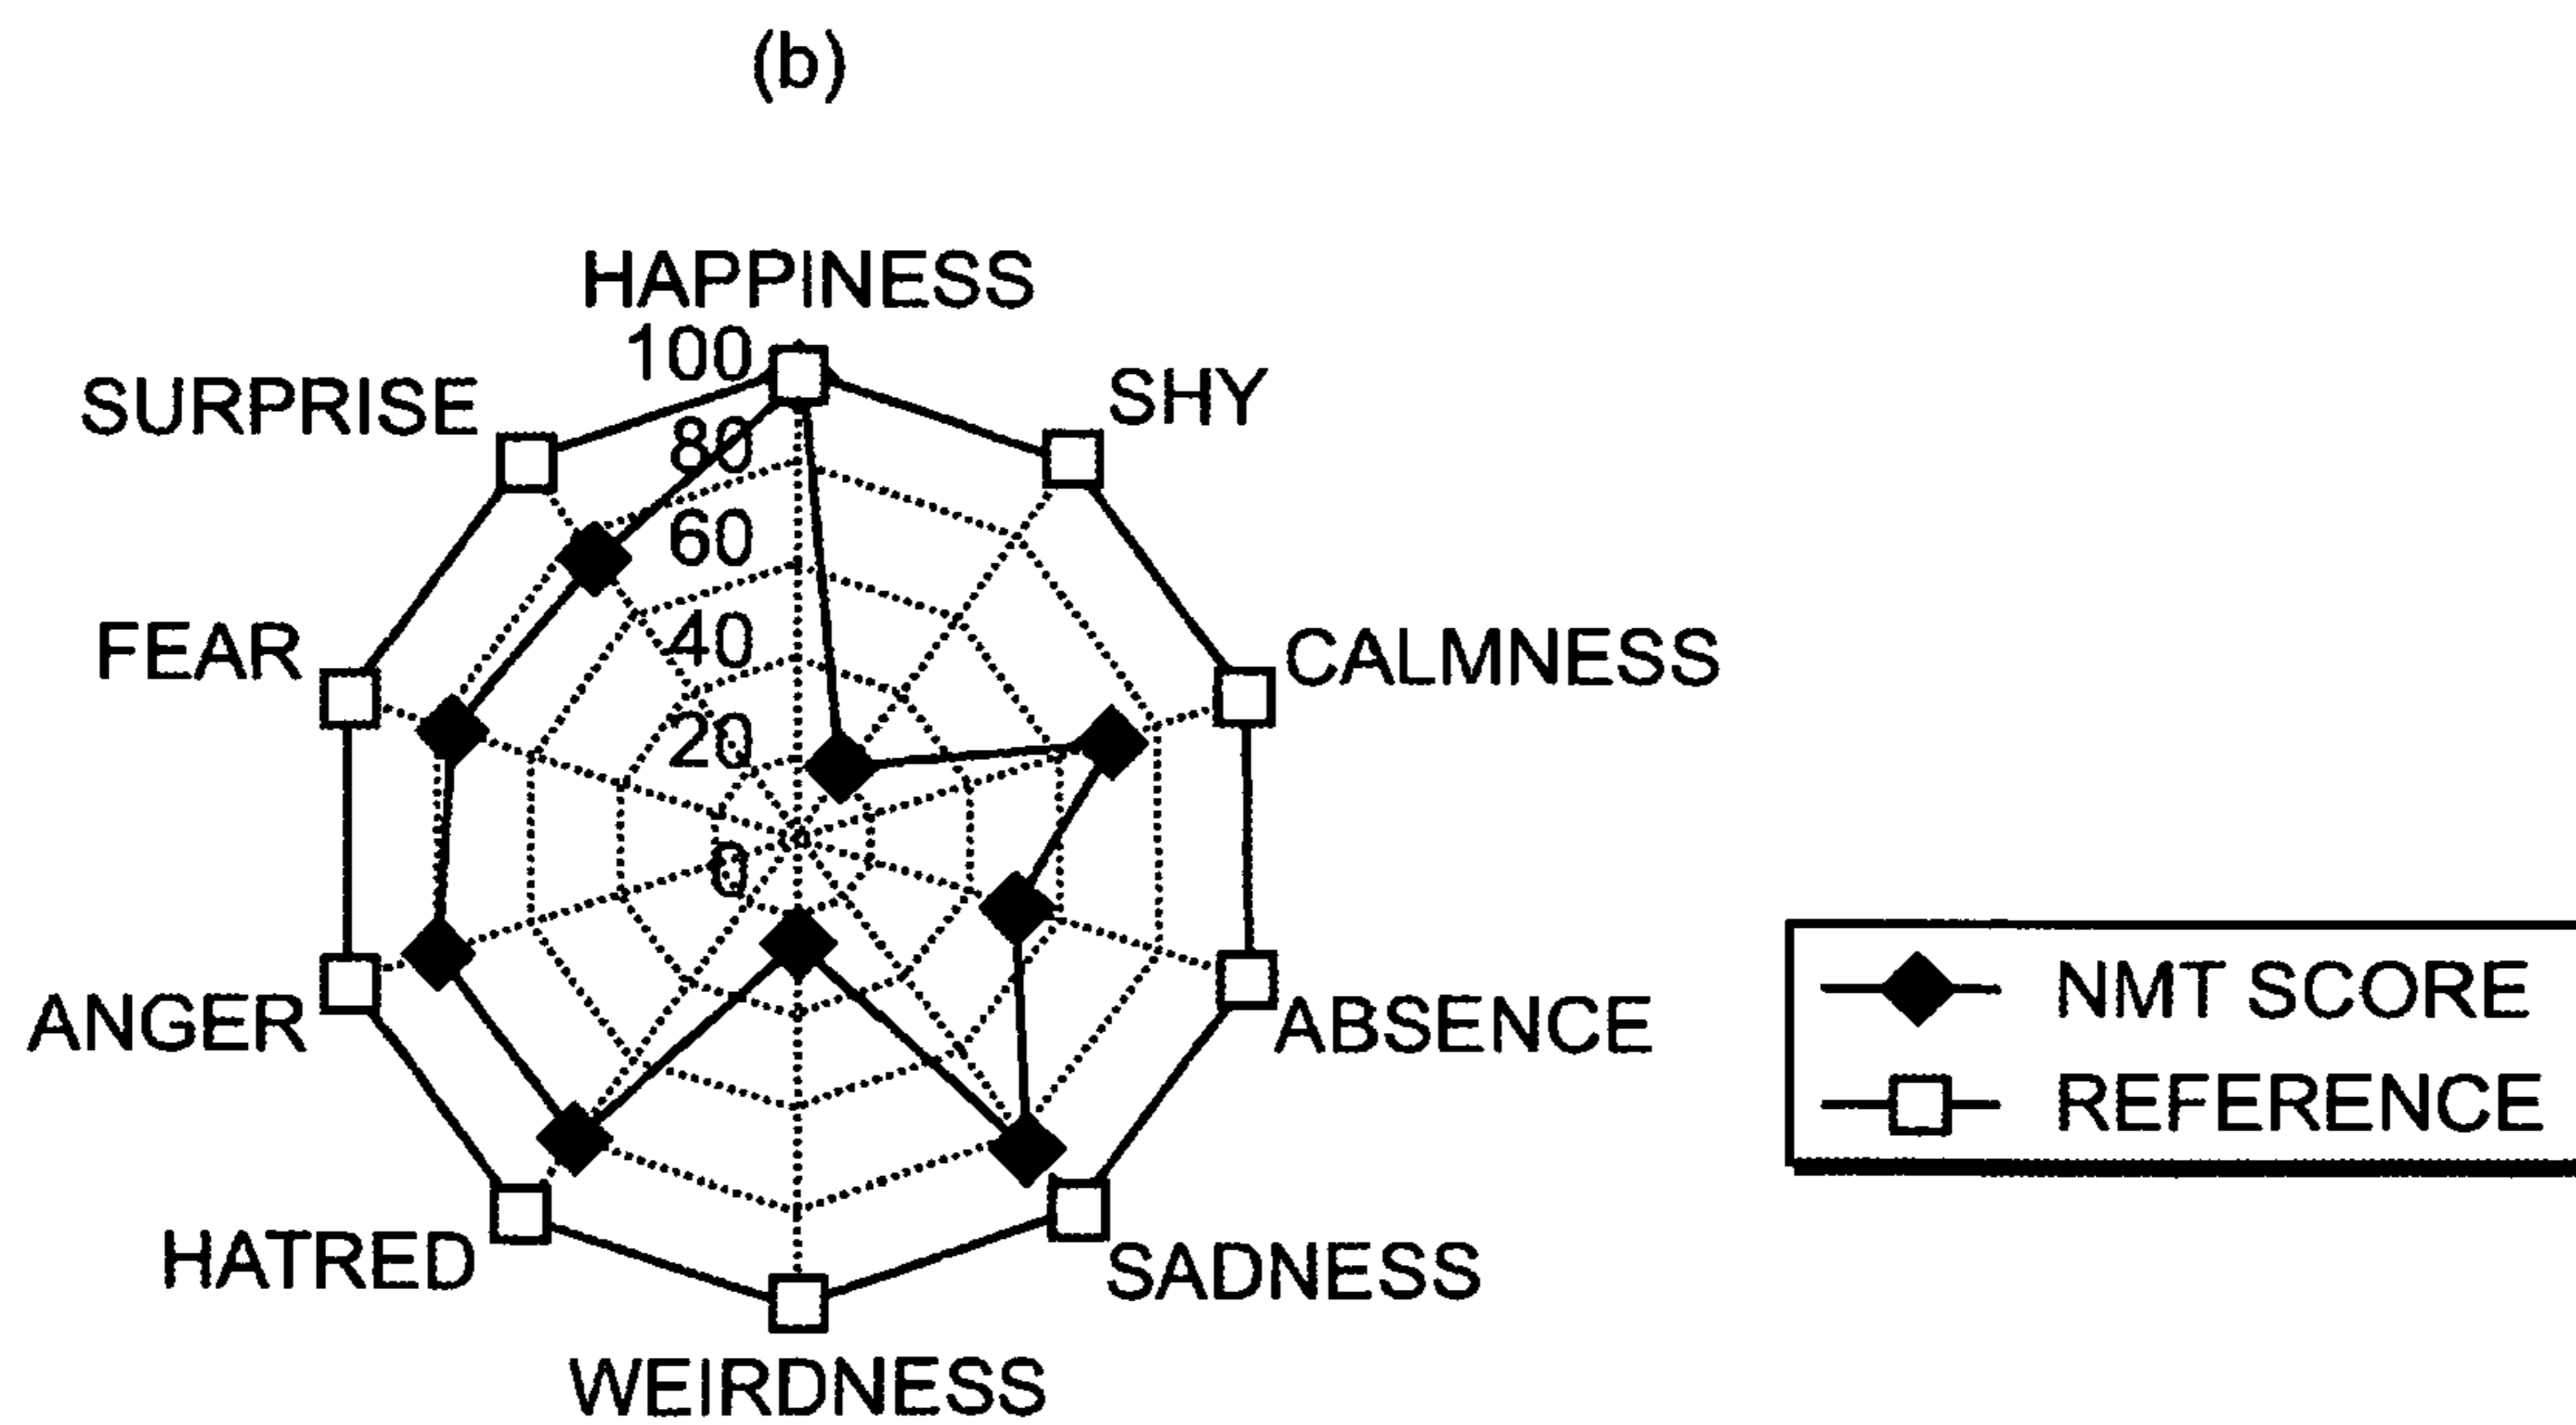 (b)
HAPPINESS
100
80
60
40
20
0
SHY
CALMNESS
ABSENCE
SADNESS
WEIRDNESS
HATRED
ANGER
FEAR
SURPRISE
NMT SCORE
REFERENCE